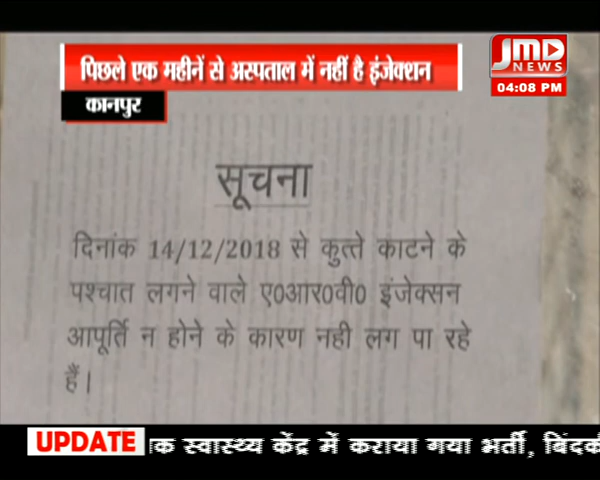 पिछले एक महीनें से अस्पताल में नहीं है इंजेक्शन
JMD
NEWS
04:08 PM
कानपुर
सूचना
दिनांक 14/12/2018 से कुत्ते काटने के
पश्चात लगने वाले ए0आर0वी0 इंजेक्सन
आपूर्ति न होने के कारण नही लग पा रहे
हैं।
UPDATE
क स्वास्थ्य केंद्र में कराया गया भर्ती, बिंदकी